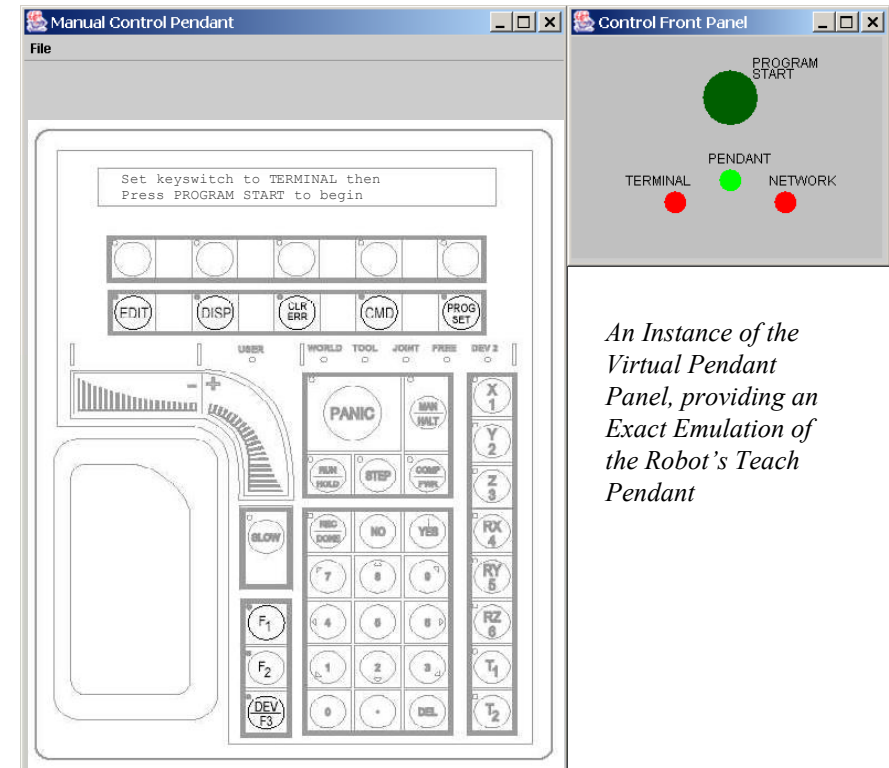 Manual Control Pendant
File
Set keyswitch to TERMINAL then
Press PROGRAM START to begin
EDIT DISP CLR ERR CMD PROG SET
USER WORLD TOOL JOINT FREE DEV 2
- +
PANIC MAN HALT X 1
Y 2
RUN HOLD STEP COMP PWR Z 3
SLOW REC DONE NO YES RX 4
7 8 9 RY 5
F1 4 5 6 RZ 6
F2 1 2 3 T1
DEV F3 0 · DEL T2
Control Front Panel
PROGRAM
START
PENDANT
TERMINAL NETWORK
An Instance of the
Virtual Pendant
Panel, providing an
Exact Emulation of
the Robot's Teach
Pendant